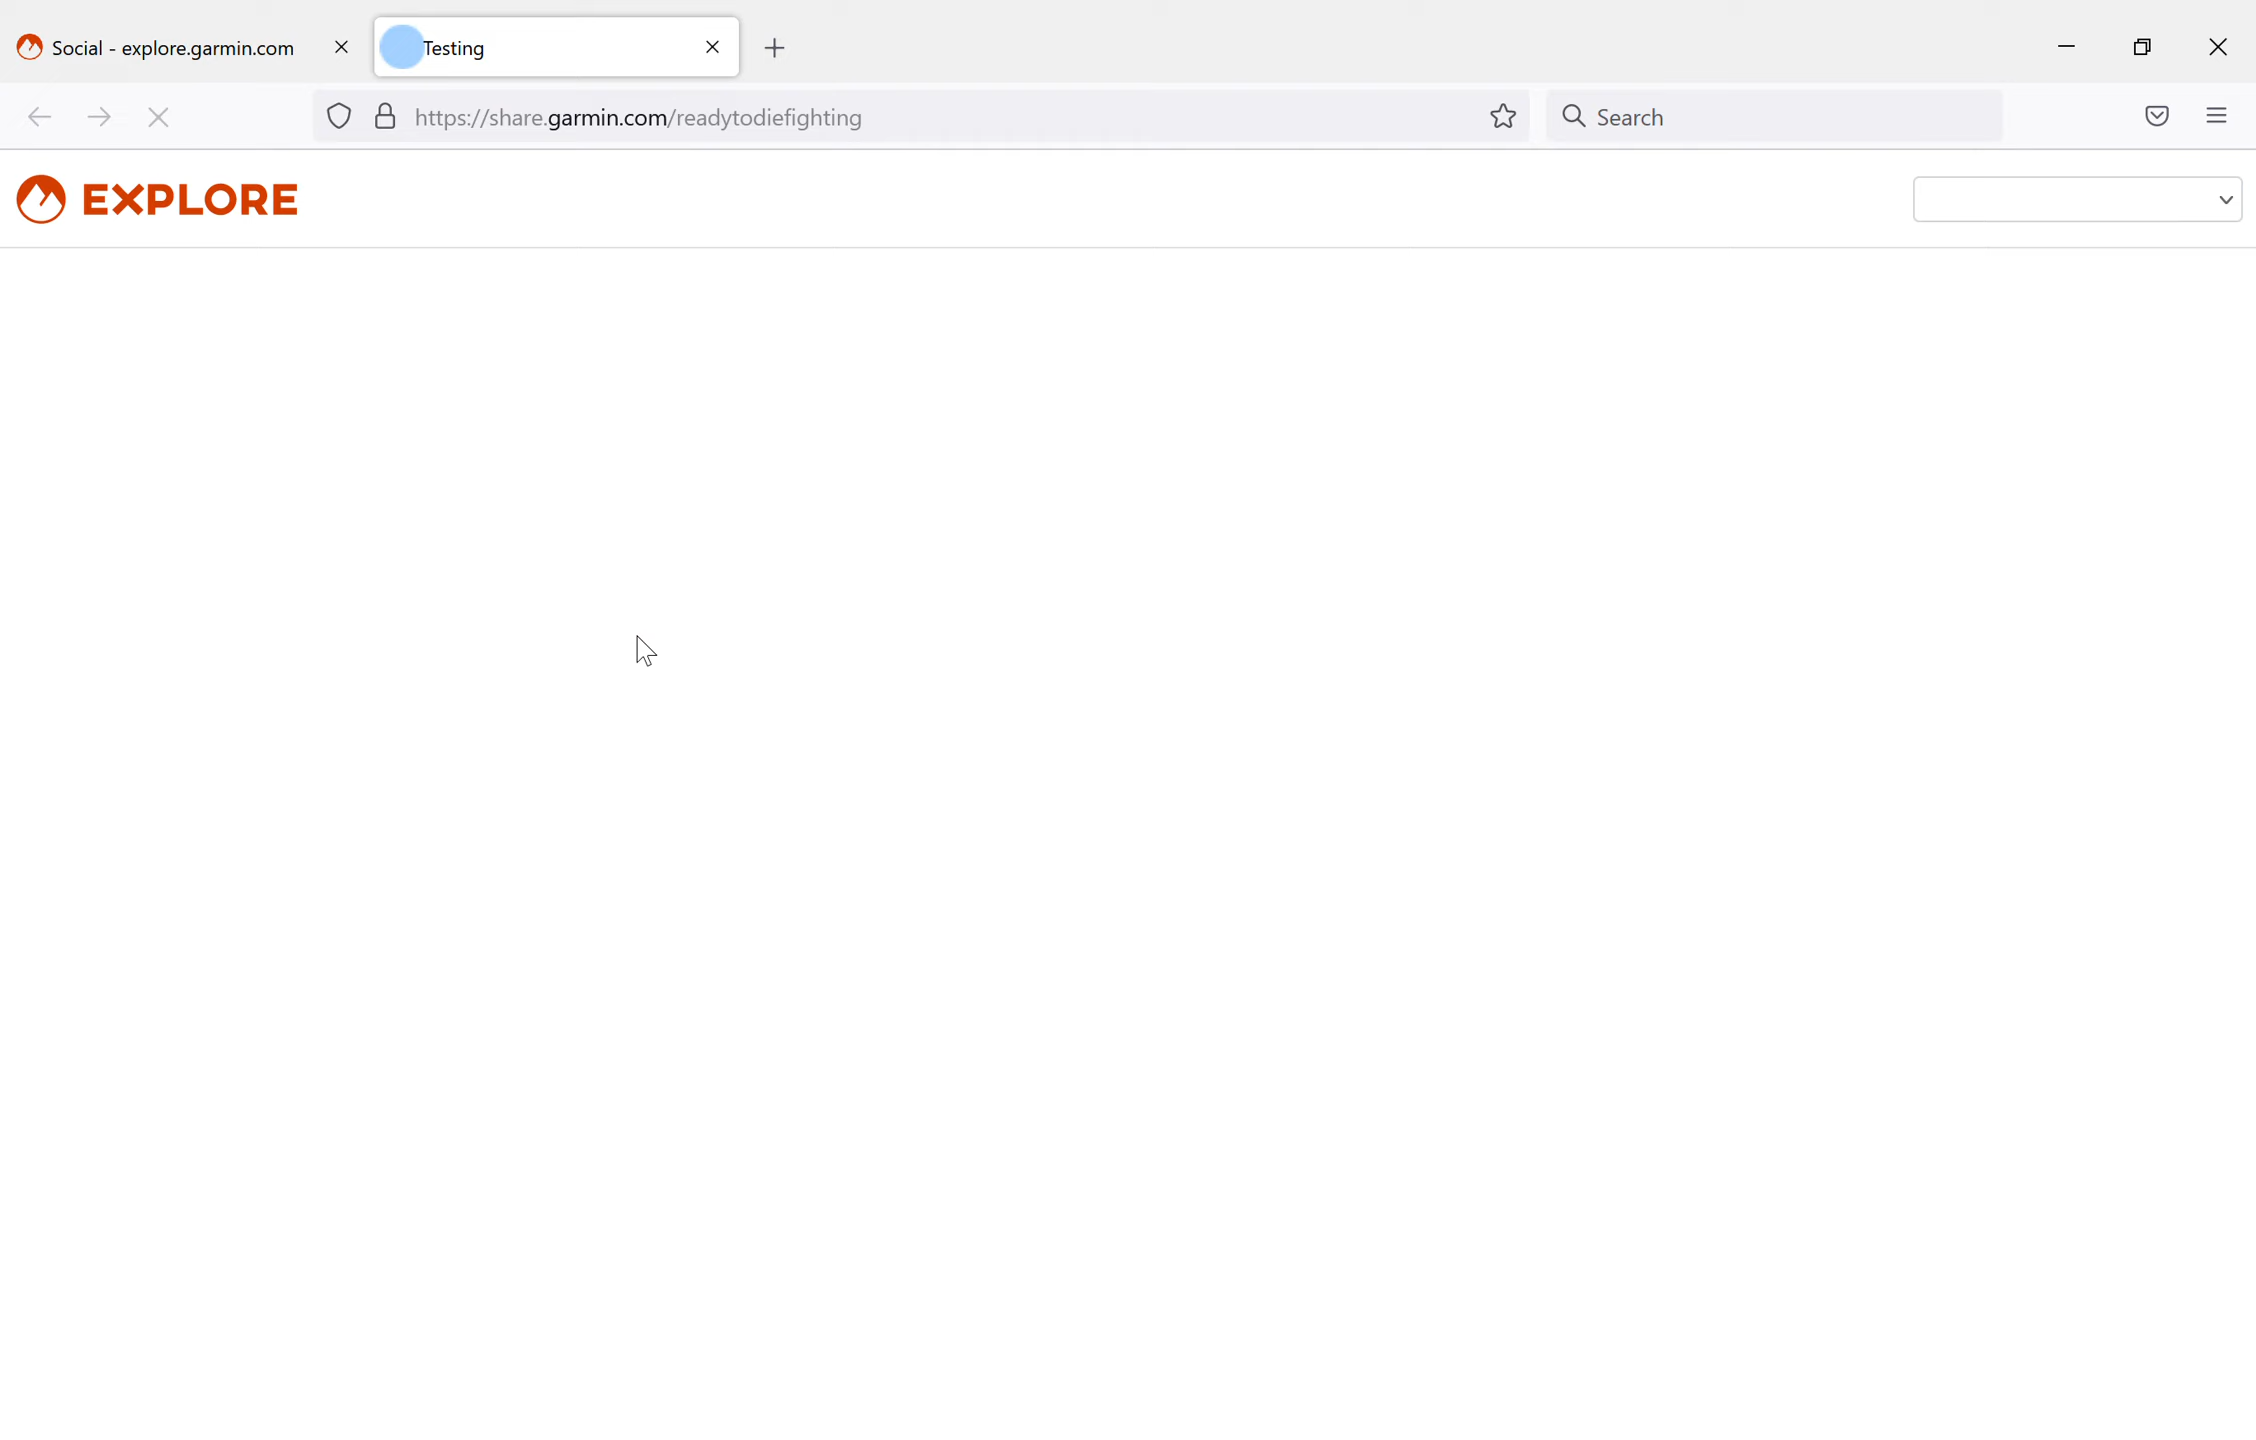 Social - explore.garmin.com
Testing
https://share.garmin.com/readytodiefighting
Search
EXPLORE